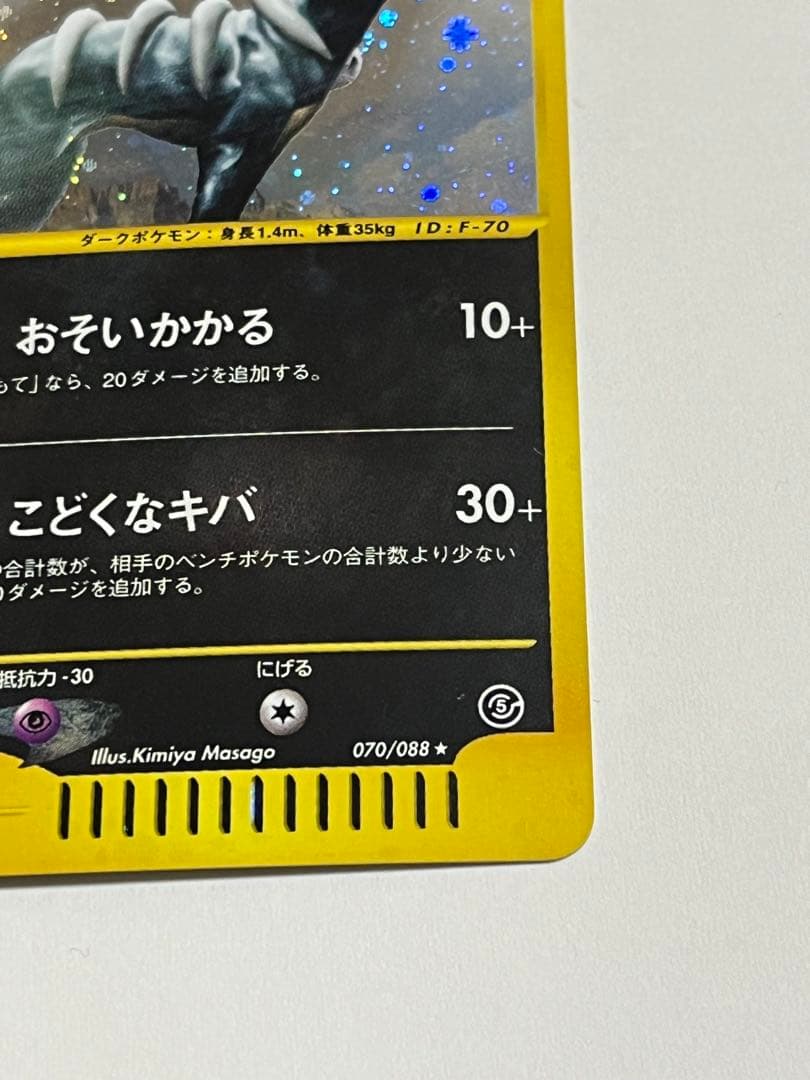 ダークポケモン：身長1.4m、体重35kg ID:F-70
おそいかかる 10+
もて」なら、20ダメージを追加する。
こどくなキバ 30+
合計数が、相手のベンチポケモンの合計数より少ない
0ダメージを追加する。
抵抗力 -30 にげる
5
Illus.Kimiya Masago 070/088 ★